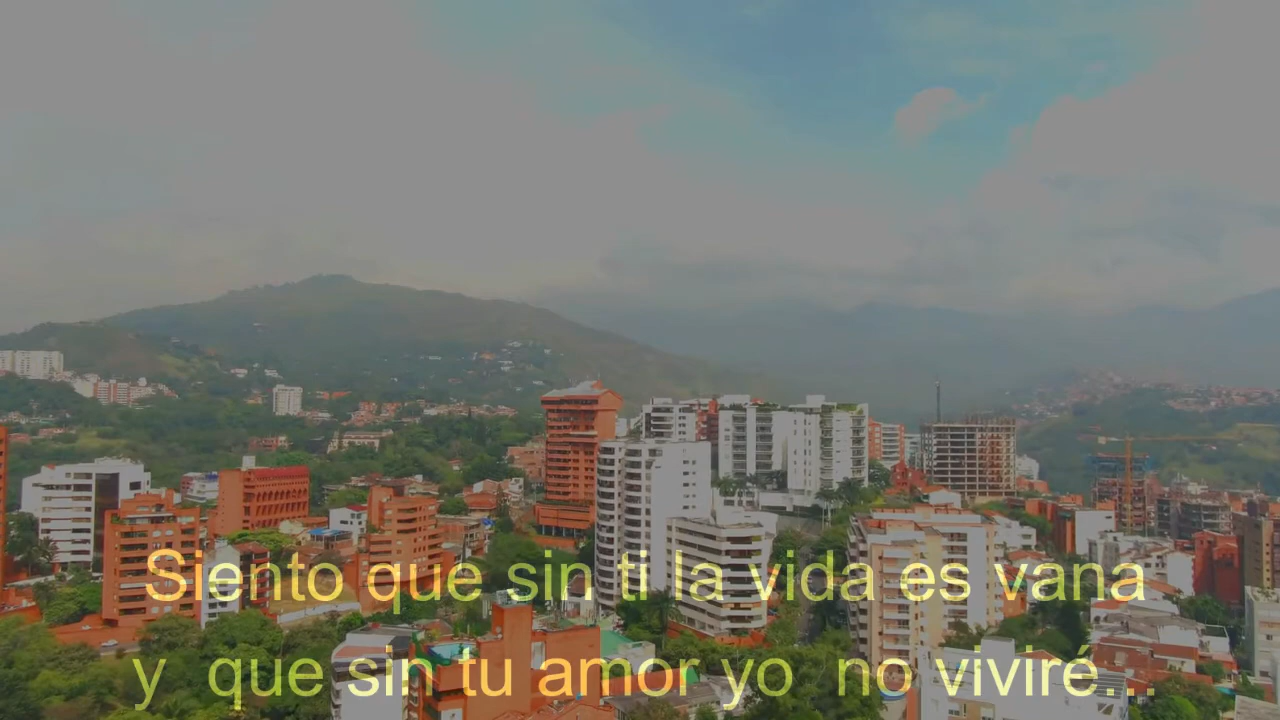 Siento que sin ti la vida es vana
y que sin tu amor yo no viviré...